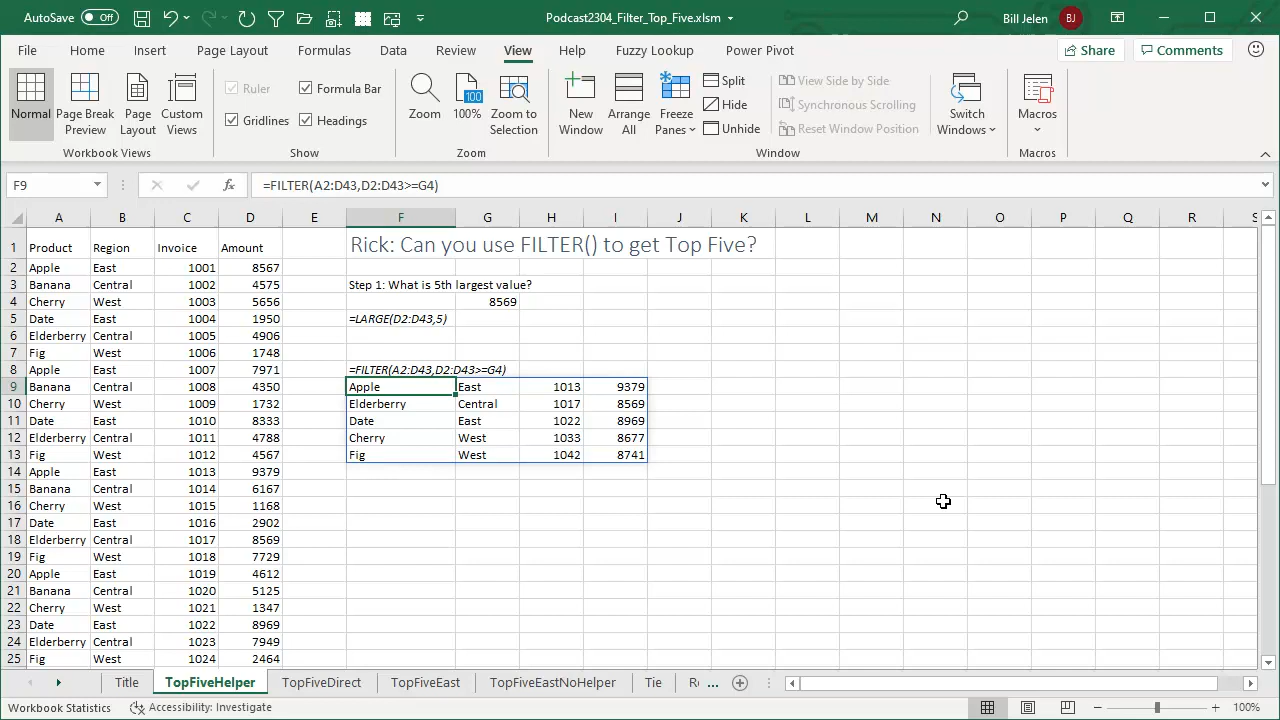 AutoSave Off Podcast2304_Filter_Top_Five.xlsm Bill Jelen BJ
File Home Insert Page Layout Formulas Data Review View Help Fuzzy Lookup Power Pivot Share Comments
Normal Page Break Preview Page Layout Custom Views
Workbook Views
Ruler Formula Bar
Gridlines Headings
Show
Zoom 100 100% Zoom to Selection
Zoom
New Window Arrange All Freeze Panes
Split
Hide
Unhide
View Side by Side
Synchronous Scrolling
Reset Window Position
Switch Windows
Window
Macros
Macros
F9 fx =FILTER(A2:D43,D2:D43>=G4)
A B C D E F G H I J K L M N O P Q R S
1 Product Region Invoice Amount Rick: Can you use FILTER() to get Top Five?
2 Apple East 1001 8567
3 Banana Central 1002 4575 Step 1: What is 5th largest value?
4 Cherry West 1003 5656 8569
5 Date East 1004 1950 =LARGE(D2:D43,5)
6 Elderberry Central 1005 4906
7 Fig West 1006 1748
8 Apple East 1007 7971 =FILTER(A2:D43,D2:D43>=G4)
9 Banana Central 1008 4350 Apple East 1013 9379
10 Cherry West 1009 1732 Elderberry Central 1017 8569
11 Date East 1010 8333 Date East 1022 8969
12 Elderberry Central 1011 4788 Cherry West 1033 8677
13 Fig West 1012 4567 Fig West 1042 8741
14 Apple East 1013 9379
15 Banana Central 1014 6167
16 Cherry West 1015 1168
17 Date East 1016 2902
18 Elderberry Central 1017 8569
19 Fig West 1018 7729
20 Apple East 1019 4612
21 Banana Central 1020 5125
22 Cherry West 1021 1347
23 Date East 1022 8969
24 Elderberry Central 1023 7949
25 Fig West 1024 2464
Title TopFiveHelper TopFiveDirect TopFiveEast TopFiveEastNoHelper Tie ...
Workbook Statistics Accessibility: Investigate 100%